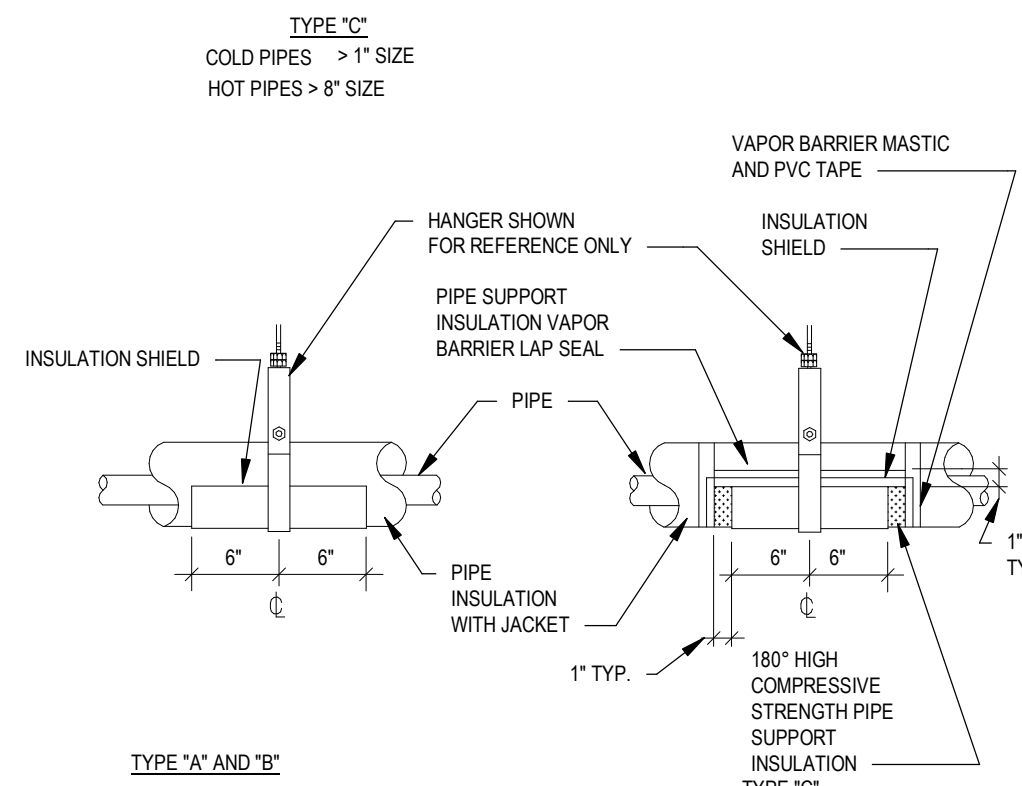 TYPE "C"
COLD PIPES > 1" SIZE
HOT PIPES > 8" SIZE
VAPOR BARRIER MASTIC
AND PVC TAPE
HANGER SHOWN
FOR REFERENCE ONLY
INSULATION
SHIELD
PIPE SUPPORT
INSULATION VAPOR
BARRIER LAP SEAL
INSULATION SHIELD
PIPE
6" 6"
6" 6"
1"
PIPE
INSULATION
WITH JACKET
1" TYP.
180° HIGH
COMPRESSIVE
STRENGTH PIPE
SUPPORT
INSULATION
TYPE "A" AND "B"
TYPE "C"